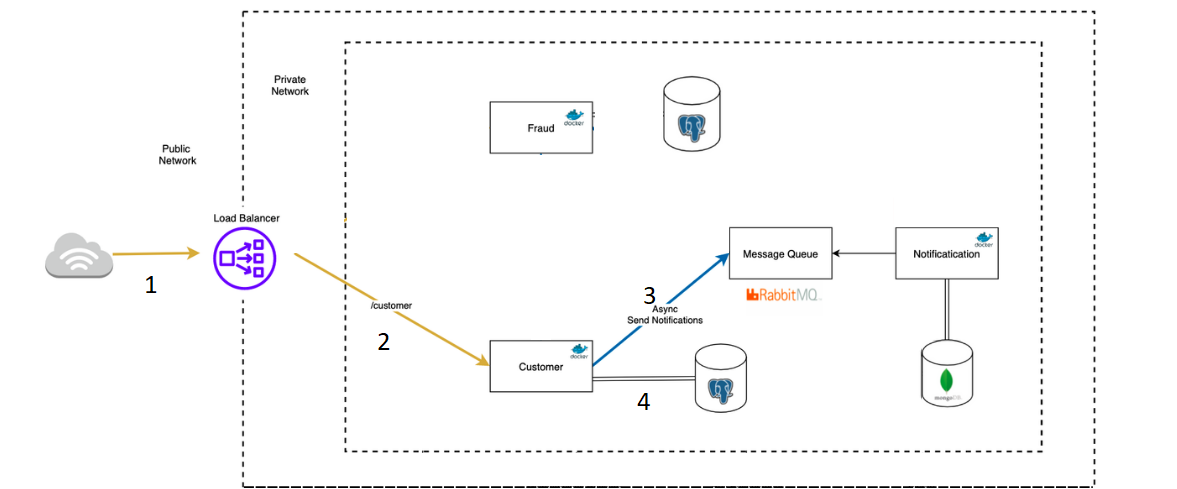 Private
Network
Public
Network
Fraud
docker
Load Balancer
1
/customer
2
3
Async
Send Notifications
Message Queue
RabbitMQ
docker
Notificatication
docker
Customer
4
mongoDB